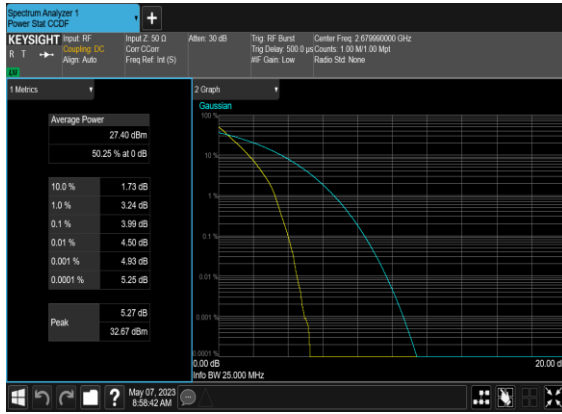 Spectrum Analyzer 1
Power Stat CCDF
+
KEYSIGHT Input: RF Input Z: 50 Ω Atten: 30 dB Trig: RF Burst Center Freq: 2.679990000 GHz
R T Coupling: DC Corr CCorr Trig Delay: 500.0 µs Counts: 1.00 M/1.00 Mpt
Align: Auto Freq Ref: Int (S) #IF Gain: Low Radio Std: None
1 Metrics
2 Graph
Average Power
27.40 dBm
50.25 % at 0 dB
10.0 % 1.73 dB
1.0 % 3.24 dB
0.1 % 3.99 dB
0.01 % 4.50 dB
0.001 % 4.93 dB
0.0001 % 5.25 dB
Peak 5.27 dB
32.67 dBm
Gaussian
100 %
10 %
1 %
0.1 %
0.01 %
0.001 %
0.0001 %
0.00 dB 20.00 d
Info BW 25.000 MHz
? May 07, 2023
8:58:42 AM